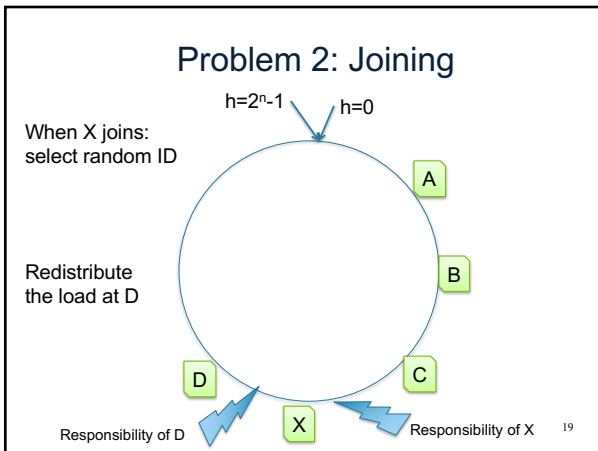 Problem 2: Joining
h=2ⁿ-1
h=0
When X joins:
select random ID
A
Redistribute
the load at D
B
D
C
X
Responsibility of D
Responsibility of X
19